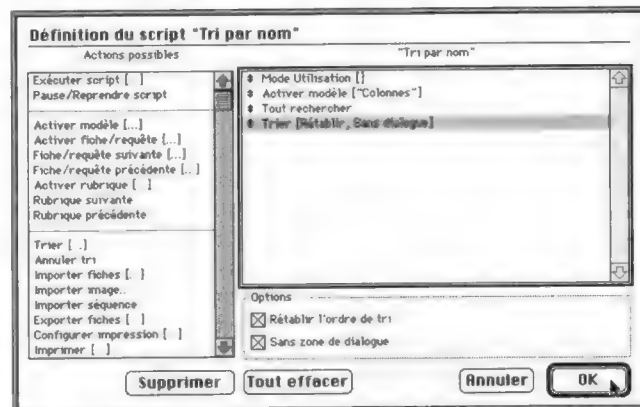 Définition du script "Tri par nom"
Actions possibles
Exécuter script [ ]
Pause/Reprendre script
Activer modèle [...]
Activer fiche/requête [...]
Fiche/requête suivante [...]
Fiche/requête précédente [...]
Activer rubrique [ ]
Rubrique suivante
Rubrique précédente
Trier [ .]
Annuler tri
Importer fiches [. ]
Importer image..
Importer séquence
Exporter fiches [ ]
Configurer impression [ ]
Imprimer [ ]
"Tri par nom"
Mode Utilisation []
Activer modèle ["Colonnes"]
Tout rechercher
Trier [Rétablir, Sans dialogue]
Options
Rétablir l'ordre de tri
Sans zone de dialogue
Supprimer
Tout effacer
Annuler
OK